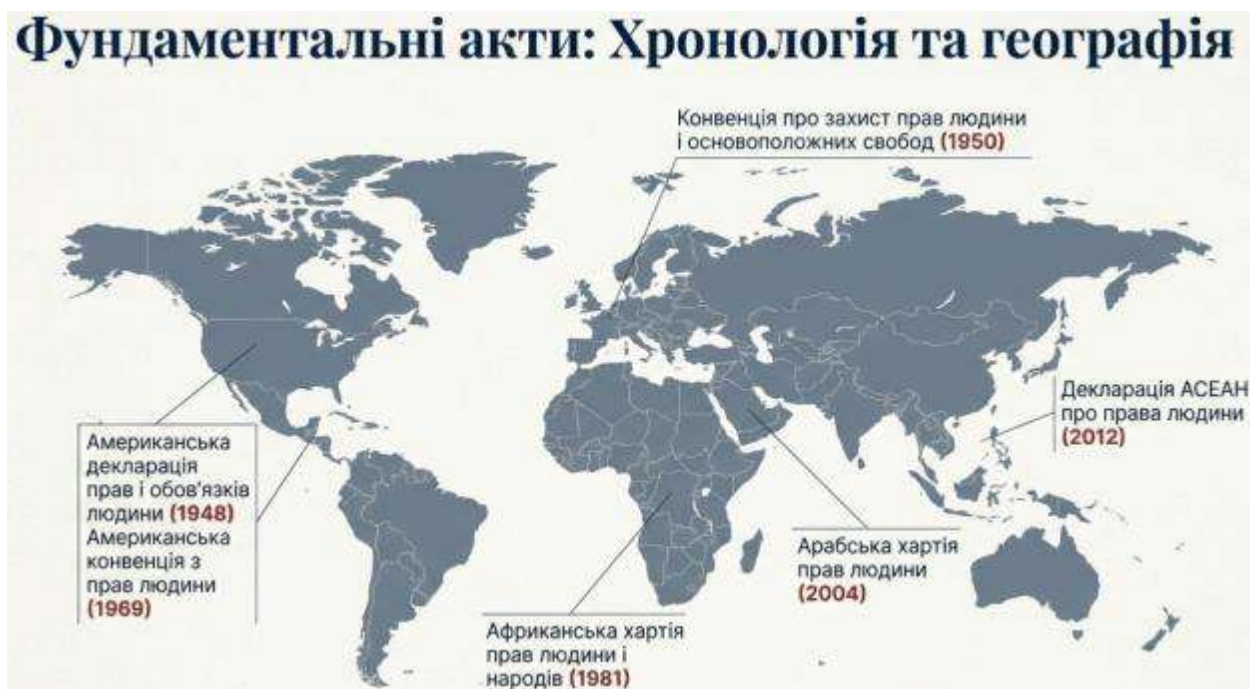 Фундаментальні акти: Хронологія та географія
Конвенція про захист прав людини
і основоположних свобод (1950)
Американська
декларація
прав і обов'язків
людини (1948)
Американська
конвенція з
прав людини
(1969)
Декларація АСЕАН
про права людини
(2012)
Арабська хартія
прав людини
(2004)
Африканська хартія
прав людини і
народів (1981)